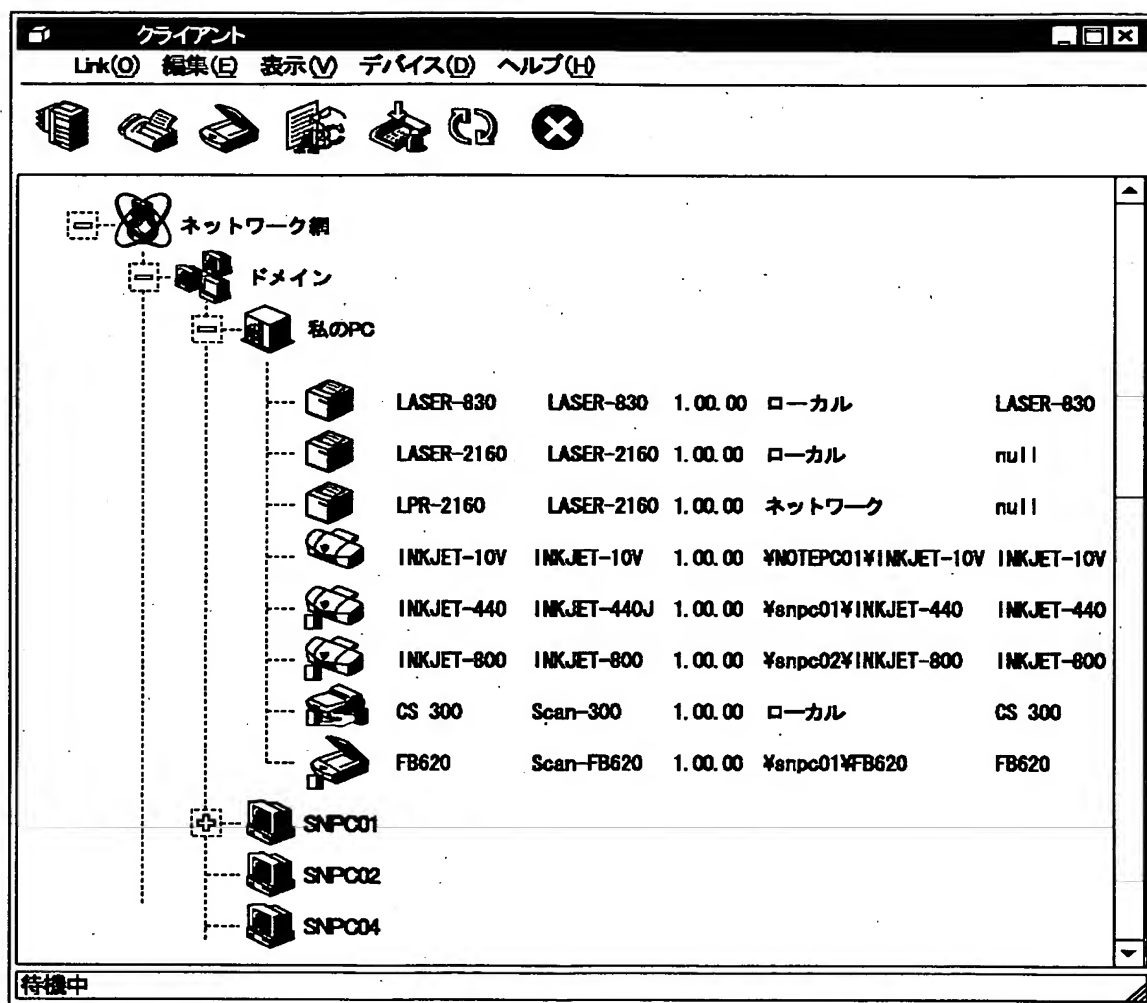 クライアント
Link(O) 編集(E) 表示(V) デバイス(D) ヘルプ(H)
ネットワーク網
ドメイン
私のPC
LASER-830 LASER-830 1.00.00 ローカル LASER-830
LASER-2160 LASER-2160 1.00.00 ローカル null
LPR-2160 LASER-2160 1.00.00 ネットワーク null
INKJET-10V INKJET-10V 1.00.00 ¥NOTEPC01¥INKJET-10V INKJET-10V
INKJET-440 INKJET-440J 1.00.00 ¥snpc01¥INKJET-440 INKJET-440
INKJET-800 INKJET-800 1.00.00 ¥snpc02¥INKJET-800 INKJET-800
CS 300 Scan-300 1.00.00 ローカル CS 300
FB620 Scan-FB620 1.00.00 ¥snpc01¥FB620 FB620
SNPC01
SNPC02
SNPC04
待機中